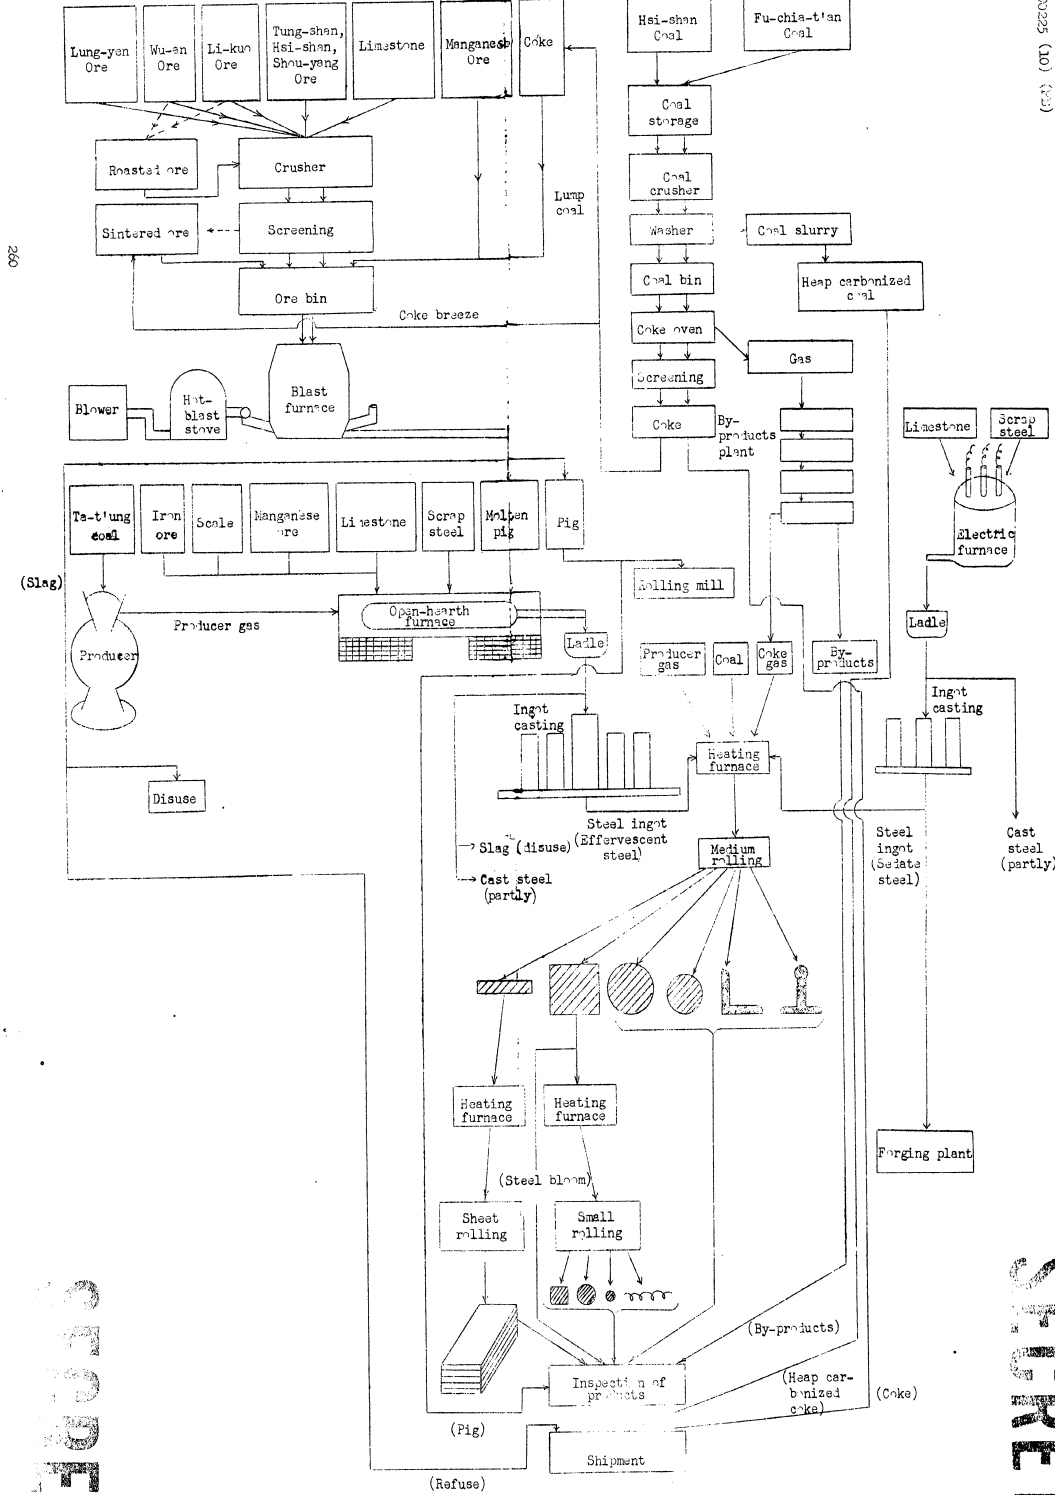 Lung-yen
Ore
Wu-an
Ore
Li-kuo
Ore
Tung-shan,
Hsi-shan,
Shou-yang
Ore
Limestone
Manganese
Ore
Coke
Hsi-shan
Coal
Fu-chia-t'an
Coal
00225 (10) (PS)
Roasted ore
Crusher
Sintered ore
Screening
Ore bin
Lump
coal
Coke breeze
Coal
storage
Coal
crusher
Washer
Coal slurry
Coal bin
Heap carbonized
coal
Coke oven
Gas
Screening
Coke
By-
products
plant
260
Blower
Hot-
blast
stove
Blast
furnace
Limestone
Scrap
steel
Electric
furnace
Ladle
Ta-t'ung
coal
Iron
ore
Scale
Manganese
ore
Limestone
Scrap
steel
Molten
pig
Pig
(Slag)
Rolling mill
Open-hearth
furnace
Producer gas
Producer
Ladle
Producer
gas
Coal
Coke
gas
By-
products
Ingot
casting
Ingot
casting
Heating
furnace
Disuse
Steel ingot
(Effervescent
steel)
Slag (disuse)
Cast steel
(partly)
Medium
rolling
Steel
ingot
(Sedate
steel)
Cast
steel
(partly)
Heating
furnace
Heating
furnace
Forging plant
(Steel bloom)
Sheet
rolling
Small
rolling
(By-products)
Inspection of
products
(Heap car-
bonized
coke)
(Coke)
(Pig)
Shipment
(Refuse)